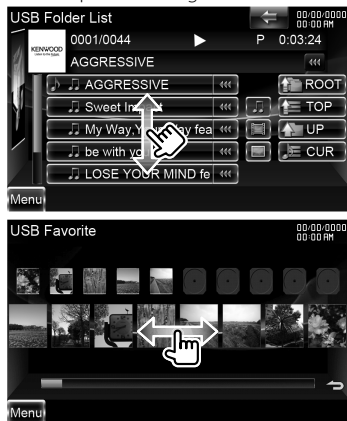 USB Folder List
00/00/0000
00:00 AM
KENWOOD
0001/0044 P 0:03:24
AGGRESSIVE
AGGRESSIVE ROOT
Sweet In TOP
My Way, ay fea UP
be with yo CUR
LOSE YOUR MIND fe
Menu
USB Favorite
00/00/0000
00:00 AM
Menu